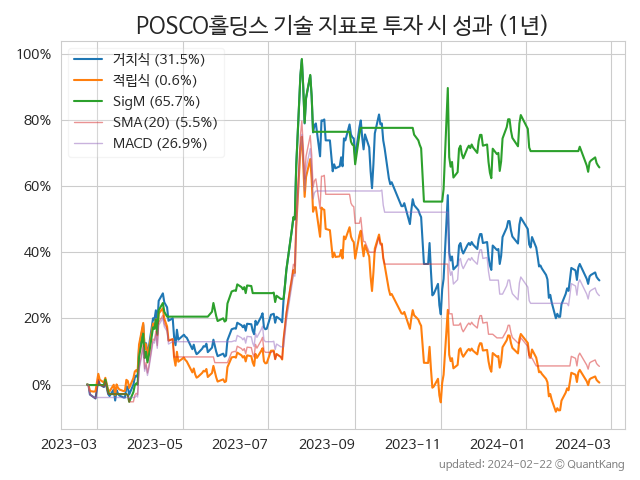 POSCO홀딩스 기술 지표로 투자 시 성과 (1년)
100%
80%
60%
40%
20%
0%
거치식 (31.5%)
적립식 (0.6%)
SigM (65.7%)
SMA(20) (5.5%)
MACD (26.9%)
2023-03 2023-05 2023-07 2023-09 2023-11 2024-01 2024-03
updated: 2024-02-22 © QuantKang